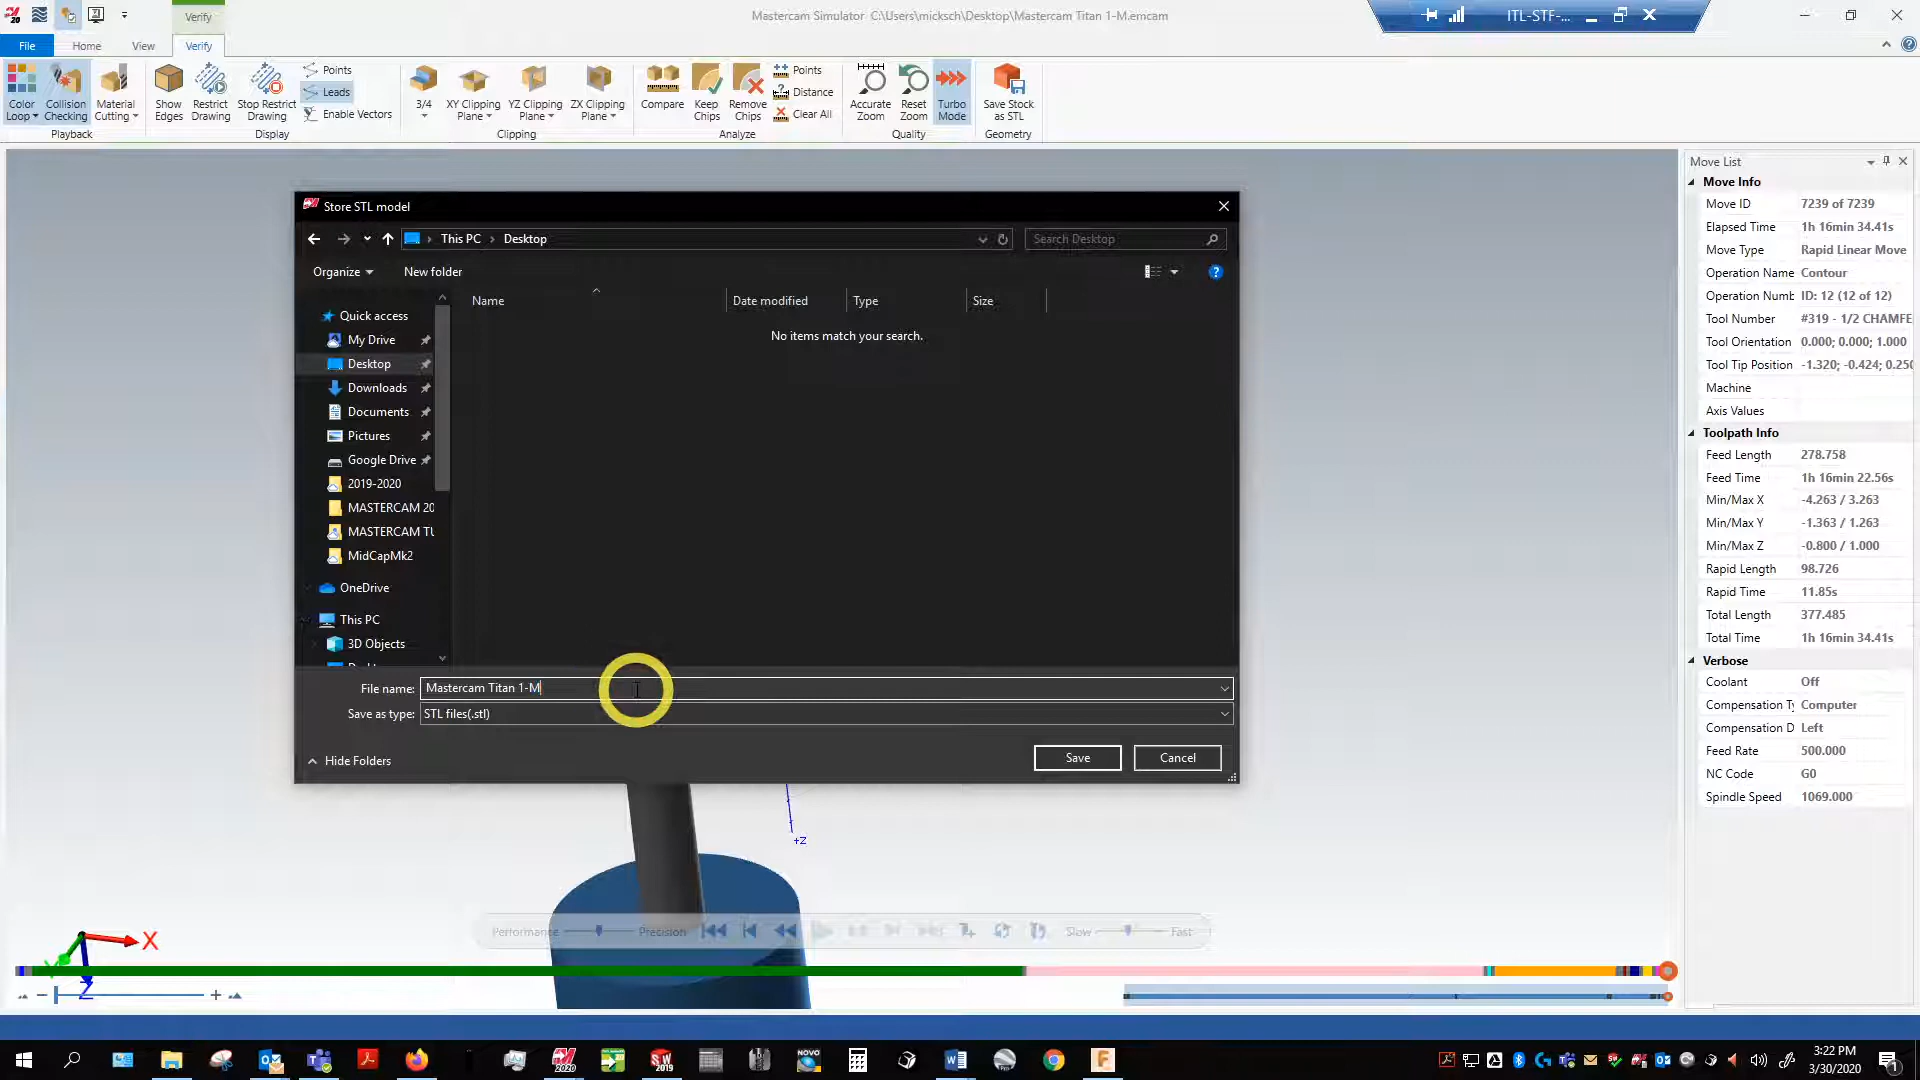 Verify
Mastercam Simulator  C:\Users\micksch\Desktop\Mastercam Titan 1-M.emcam
ITL-STF-...
File
Home
View
Verify
Color Loop
Collision Checking
Material Cutting
Playback
Show Edges
Restrict Drawing
Stop Restrict Drawing
Points
Leads
Enable Vectors
Display
3/4
XY Clipping Plane
YZ Clipping Plane
ZX Clipping Plane
Clipping
Compare
Keep Chips
Remove Chips
Points
Distance
Clear All
Analyze
Accurate Zoom
Reset Zoom
Turbo Mode
Quality
Save Stock as STL
Geometry
Store STL model
This PC
Desktop
Search Desktop
Organize
New folder
Name
Date modified
Type
Size
No items match your search.
Quick access
My Drive
Desktop
Downloads
Documents
Pictures
Google Drive
2019-2020
MASTERCAM 20
MASTERCAM TU
MidCapMk2
OneDrive
This PC
3D Objects
File name: Mastercam Titan 1-M
Save as type: STL files(.stl)
Hide Folders
Save
Cancel
+Z
Performance
Precision
Slow
Fast
X
Y
Z
Move List
Move Info
Move ID 7239 of 7239
Elapsed Time 1h 16min 34.41s
Move Type Rapid Linear Move
Operation Name Contour
Operation Numb ID: 12 (12 of 12)
Tool Number #319 - 1/2 CHAMFE
Tool Orientation 0.000; 0.000; 1.000
Tool Tip Position -1.320; -0.424; 0.250
Machine
Axis Values
Toolpath Info
Feed Length 278.758
Feed Time 1h 16min 22.56s
Min/Max X -4.263 / 3.263
Min/Max Y -1.363 / 1.263
Min/Max Z -0.800 / 1.000
Rapid Length 98.726
Rapid Time 11.85s
Total Length 377.485
Total Time 1h 16min 34.41s
Verbose
Coolant Off
Compensation Ty Computer
Compensation D Left
Feed Rate 500.000
NC Code G0
Spindle Speed 1069.000
2020
SW
2019
NOVO
3:22 PM
3/30/2020
1